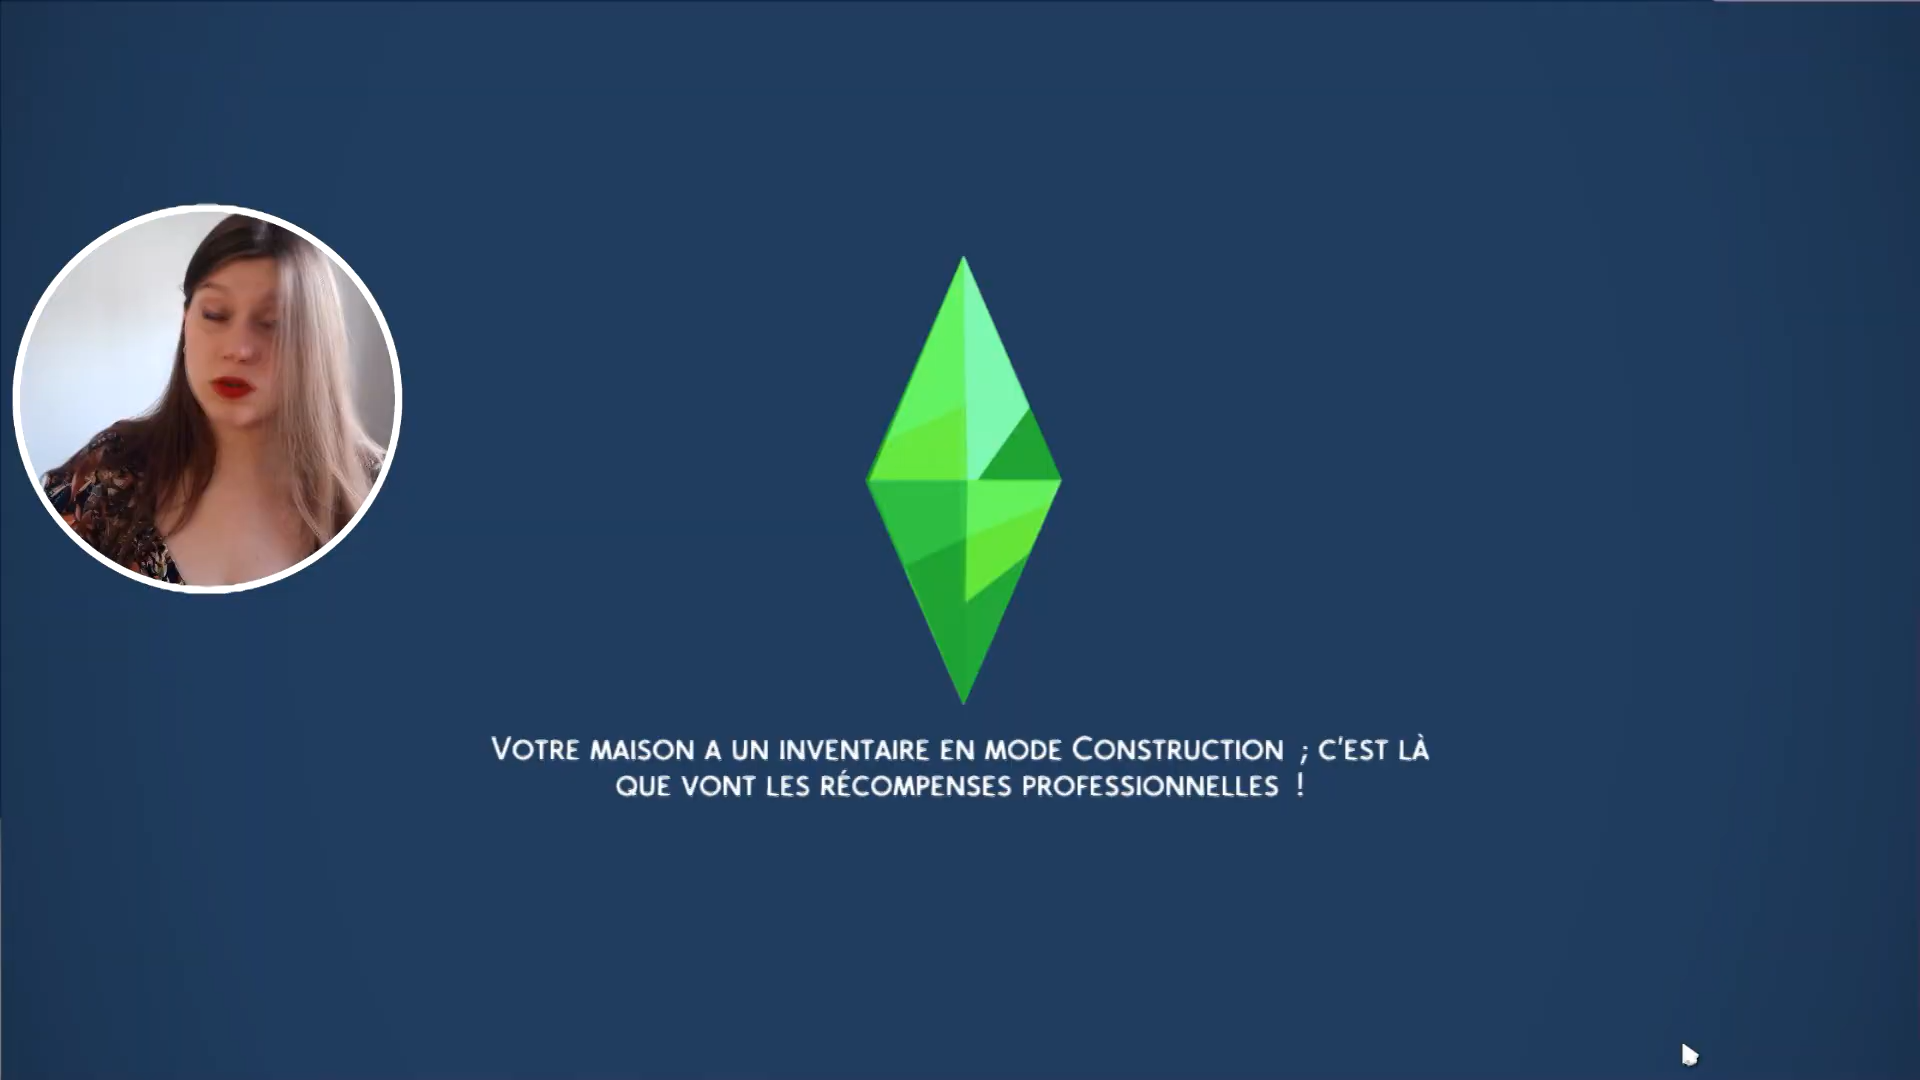 Votre maison a un inventaire en mode Construction  ; c'est là
que vont les récompenses professionnelles  !